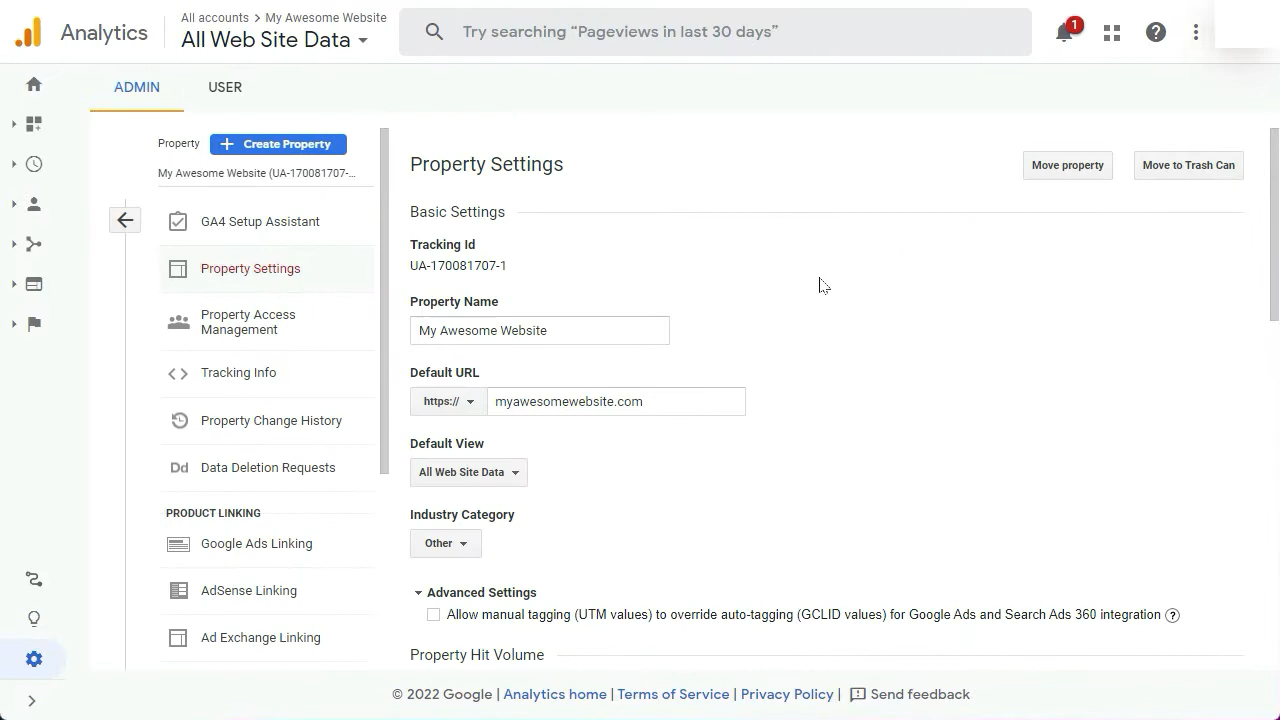 Analytics
All accounts > My Awesome Website
All Web Site Data
Try searching “Pageviews in last 30 days”
1
ADMIN
USER
Property
Create Property
My Awesome Website (UA-170081707-...
GA4 Setup Assistant
Property Settings
Property Access
Management
Tracking Info
Property Change History
Dd Data Deletion Requests
PRODUCT LINKING
Google Ads Linking
AdSense Linking
Ad Exchange Linking
Property Settings
Move property
Move to Trash Can
Basic Settings
Tracking Id
UA-170081707-1
Property Name
My Awesome Website
Default URL
https://
myawesomewebsite.com
Default View
All Web Site Data
Industry Category
Other
Advanced Settings
Allow manual tagging (UTM values) to override auto-tagging (GCLID values) for Google Ads and Search Ads 360 integration ?
Property Hit Volume
© 2022 Google | Analytics home | Terms of Service | Privacy Policy | Send feedback